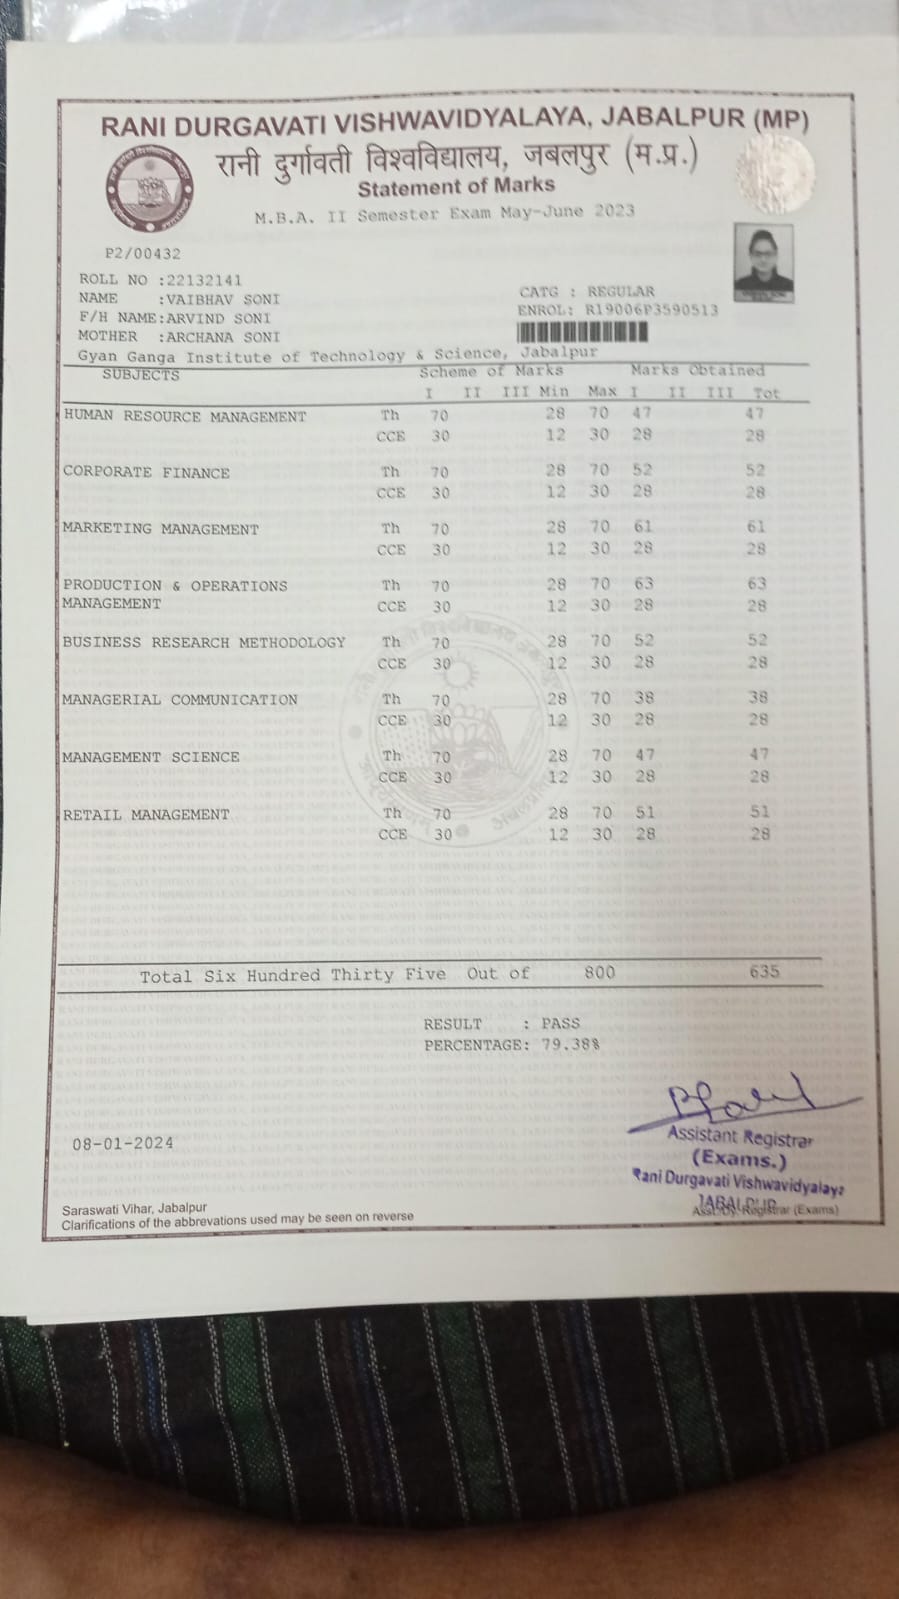 RANI DURGAVATI VISHWAVIDYALAYA, JABALPUR (MP)
रानी दुर्गावती विश्वविद्यालय, जबलपुर (म.प्र.)
Statement of Marks
M.B.A. II Semester Exam May-June 2023
P2/00432
ROLL NO :22132141
NAME :VAIBHAV SONI CATG : REGULAR
F/H NAME:ARVIND SONI ENROL: R19006P3590513
MOTHER :ARCHANA SONI
Gyan Ganga Institute of Technology & Science, Jabalpur
SUBJECTS Scheme of Marks Marks Obtained
I II III Min Max I II III Tot
HUMAN RESOURCE MANAGEMENT Th 70 28 70 47 47
CCE 30 12 30 28 28
CORPORATE FINANCE Th 70 28 70 52 52
CCE 30 12 30 28 28
MARKETING MANAGEMENT Th 70 28 70 61 61
CCE 30 12 30 28 28
PRODUCTION & OPERATIONS Th 70 28 70 63 63
MANAGEMENT CCE 30 12 30 28 28
BUSINESS RESEARCH METHODOLOGY Th 70 28 70 52 52
CCE 30 12 30 28 28
MANAGERIAL COMMUNICATION Th 70 28 70 38 38
CCE 30 12 30 28 28
MANAGEMENT SCIENCE Th 70 28 70 47 47
CCE 30 12 30 28 28
RETAIL MANAGEMENT Th 70 28 70 51 51
CCE 30 12 30 28 28
Total Six Hundred Thirty Five Out of 800 635
RESULT : PASS
PERCENTAGE: 79.38%
08-01-2024
Assistant Registrar
(Exams.)
Rani Durgavati Vishwavidyalaya
JABALPUR
Registrar (Exams)
Saraswati Vihar, Jabalpur
Clarifications of the abbrevations used may be seen on reverse